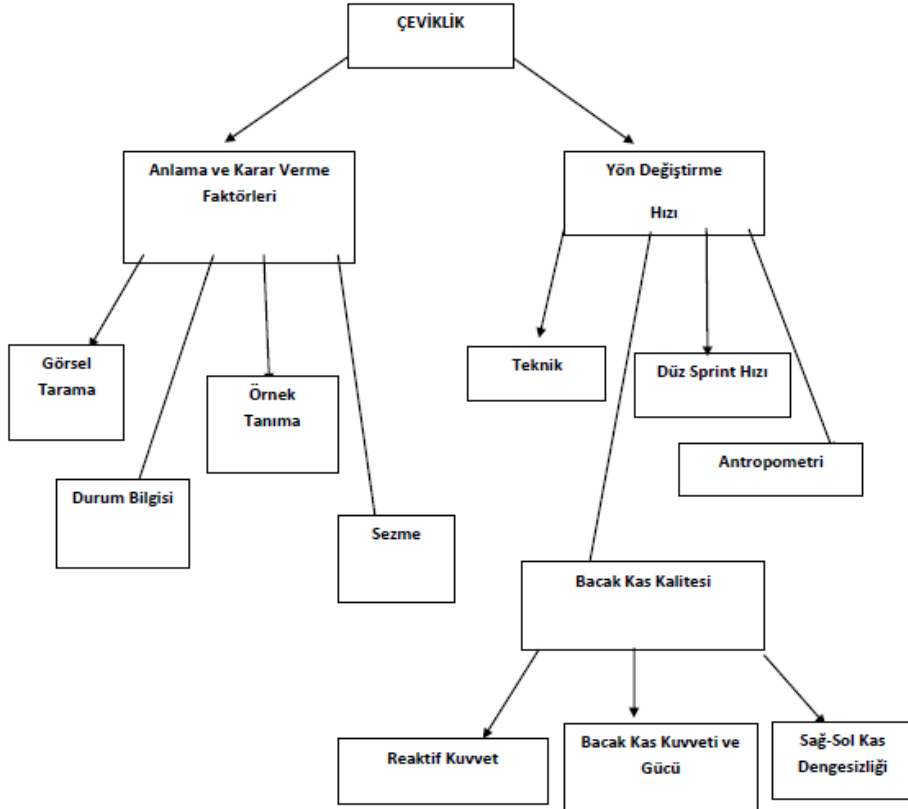 ÇEVİKLİK
Anlama ve Karar Verme
Faktörleri
Yön Değiştirme
Hızı
Görsel
Tarama
Durum Bilgisi
Örnek
Tanıma
Sezme
Teknik
Düz Sprint Hızı
Antropometri
Bacak Kas Kalitesi
Reaktif Kuvvet
Bacak Kas Kuvveti ve
Gücü
Sağ-Sol Kas
Dengesizliği